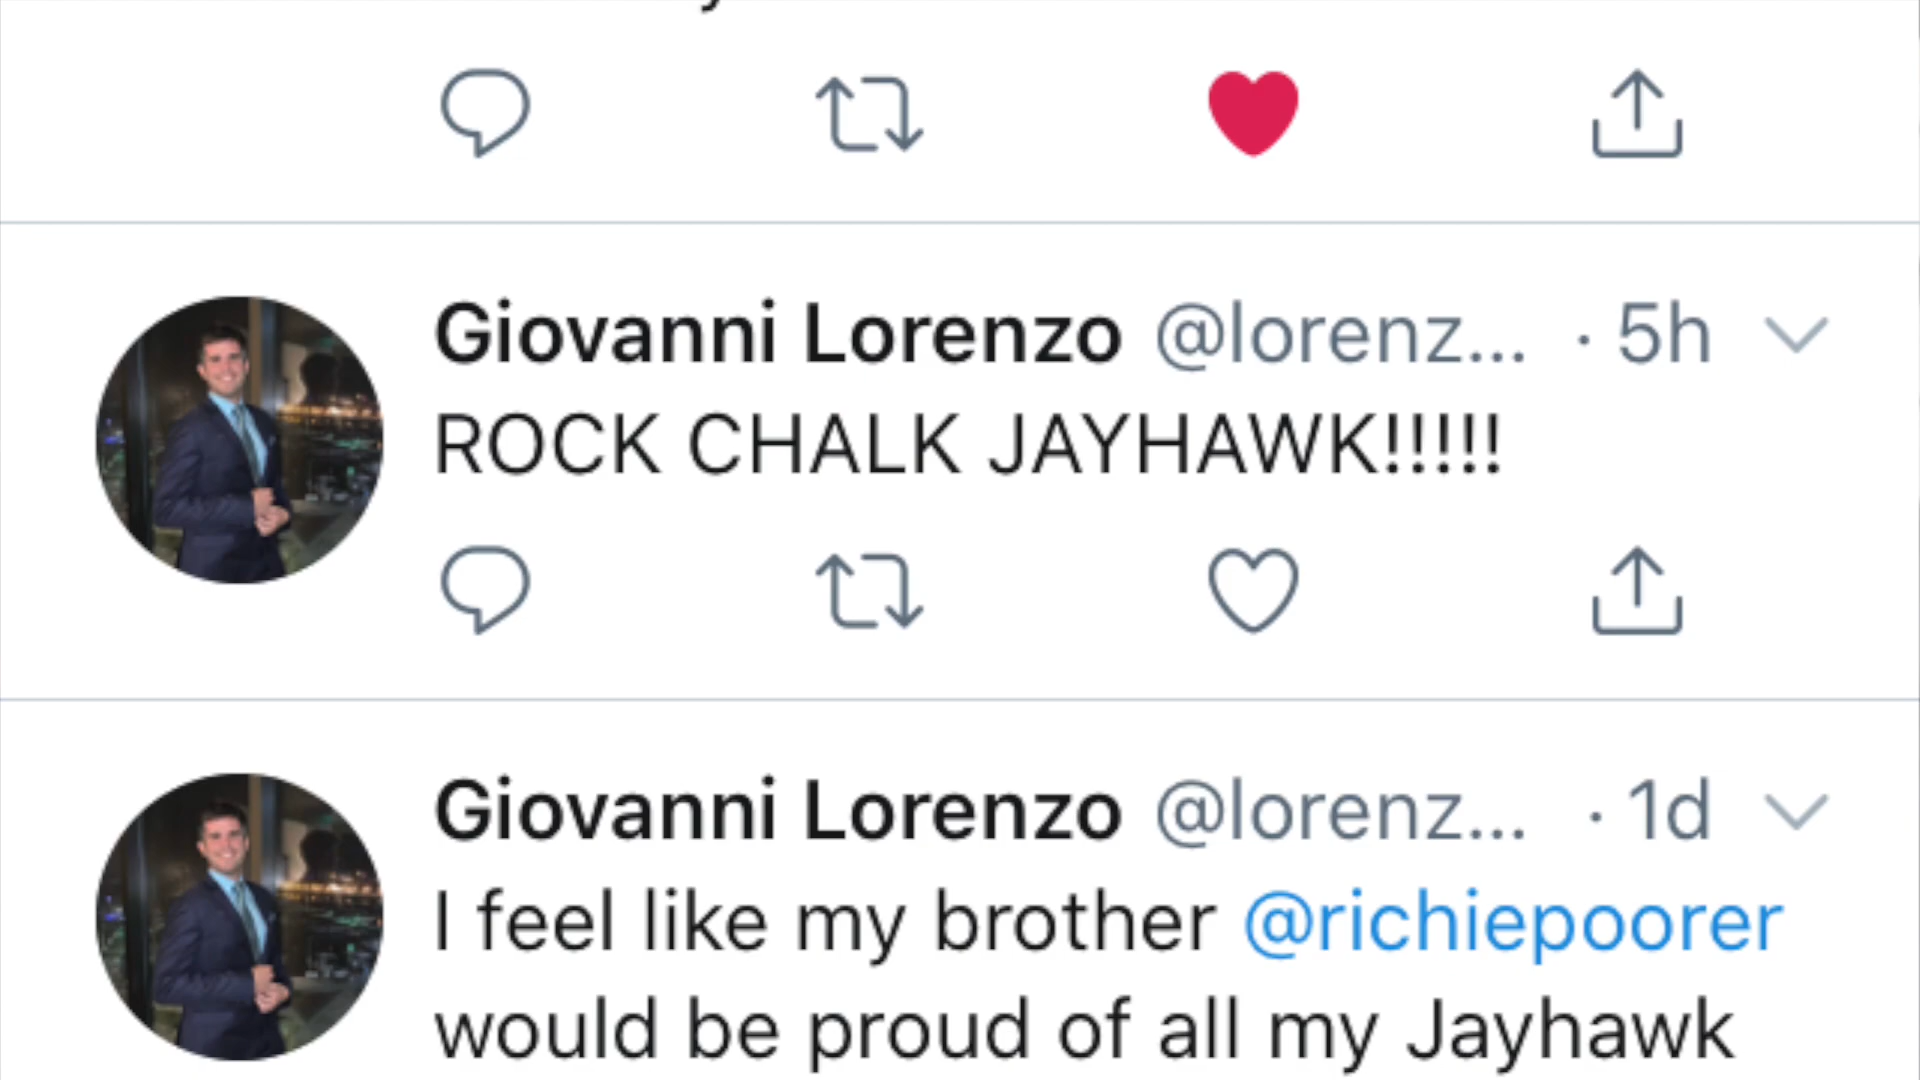 Giovanni Lorenzo @lorenz... · 5h
ROCK CHALK JAYHAWK!!!!!
Giovanni Lorenzo @lorenz... · 1d
I feel like my brother @richiepoorer
would be proud of all my Jayhawk